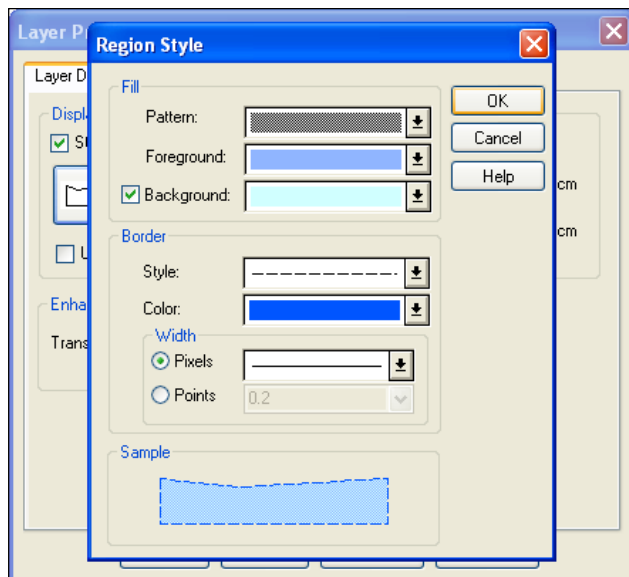 Layer P
Region Style
Layer D
Fill
OK
Pattern:
Displ
Cancel
Foreground:
Help
Background:
cm
cm
Border
Style:
Color:
Enha
Width
Trans
Pixels
Points
0.2
Sample